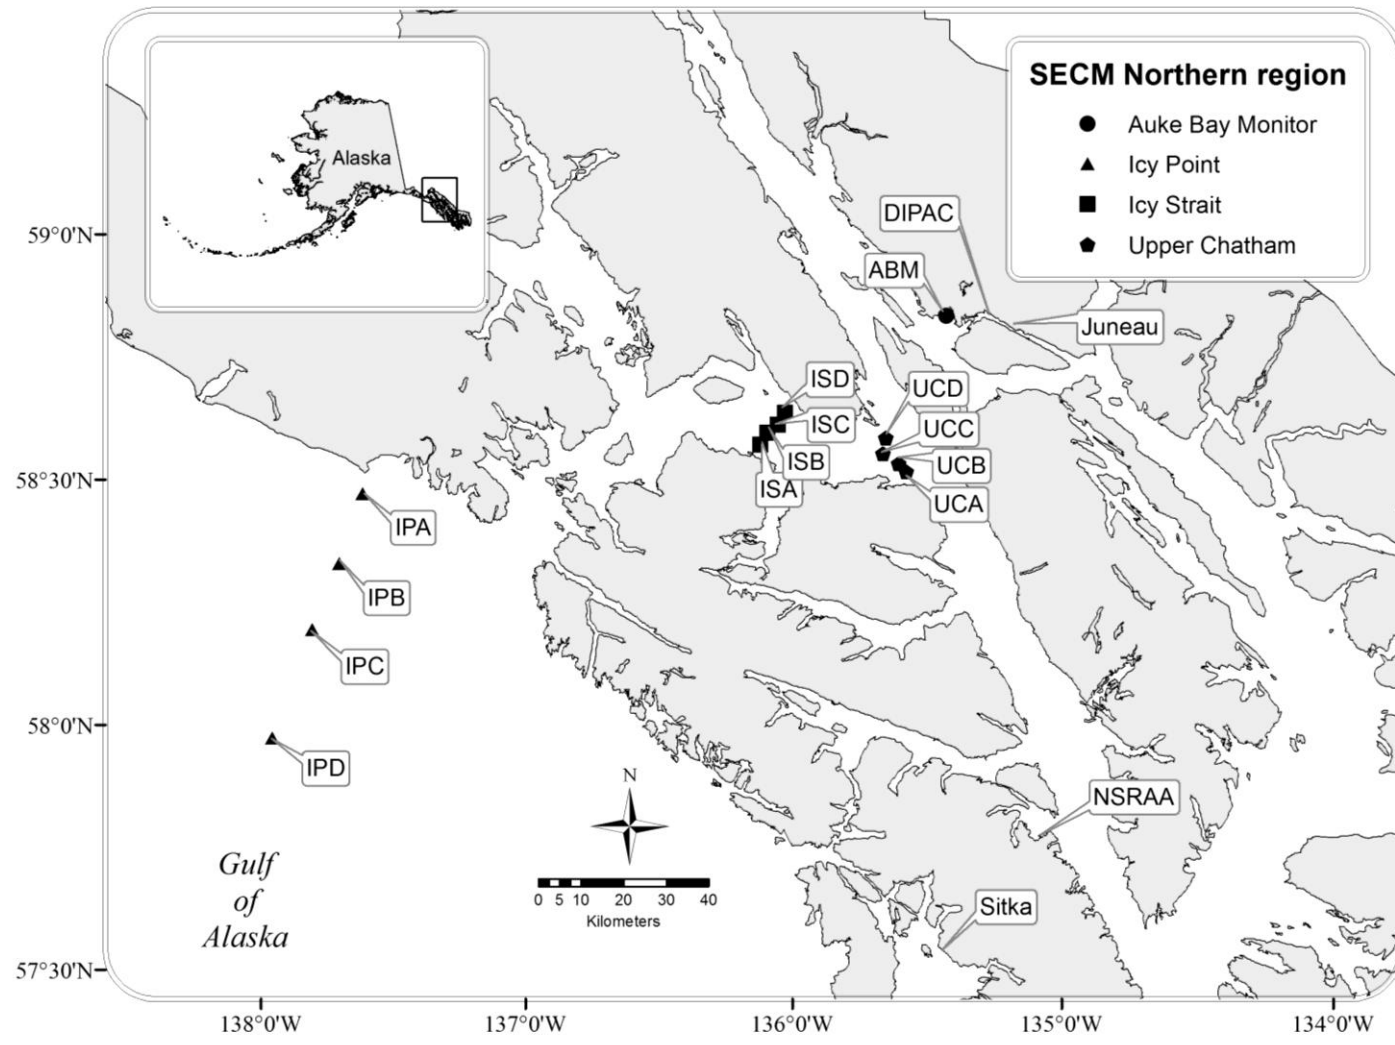 SECM Northern region
Auke Bay Monitor
Icy Point
Icy Strait
Upper Chatham
Alaska
DIPAC
ABM
Juneau
ISD
ISC
ISB
ISA
UCD
UCC
UCB
UCA
IPA
IPB
IPC
IPD
NSRAA
Sitka
N
0 5 10 20 30 40
Kilometers
Gulf
of
Alaska
59°0'N
58°30'N
58°0'N
57°30'N
138°0'W 137°0'W 136°0'W 135°0'W 134°0'W